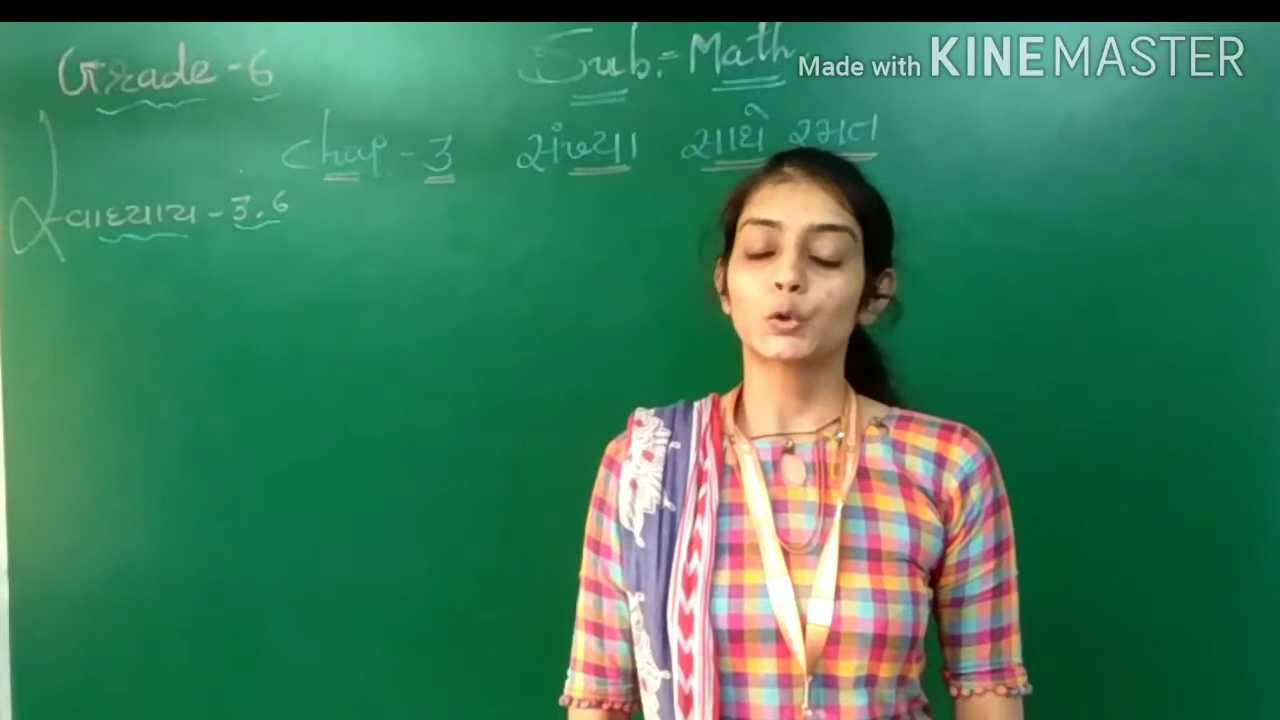 Grade - 6
Sub:- Math
Made with KINEMASTER
Chap - 3 સંખ્યા સાથે રમત
સ્વાધ્યાય - 3.6